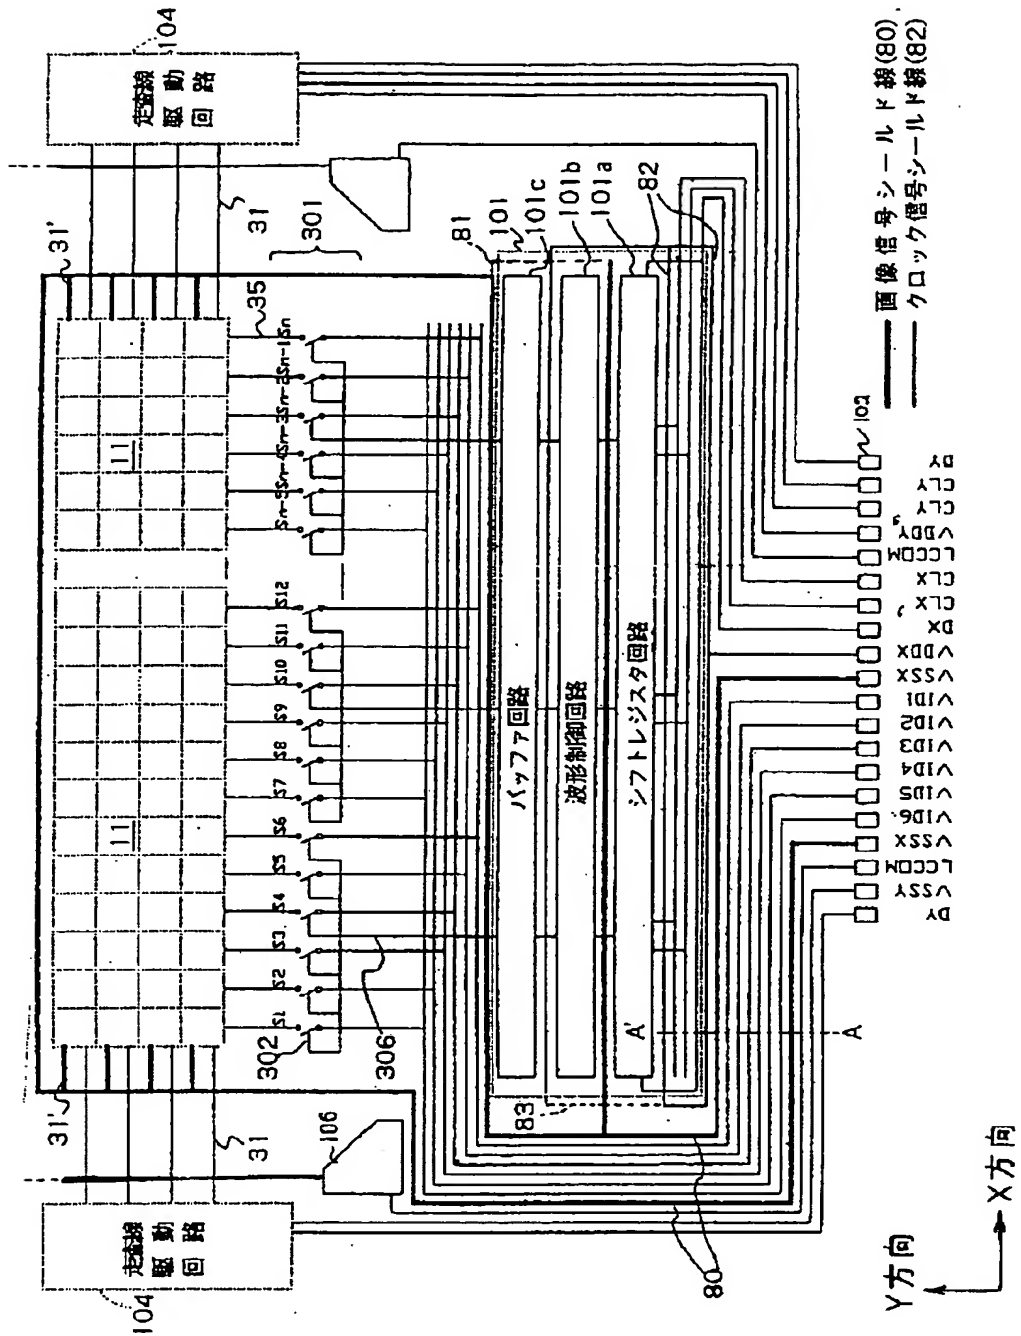 104
走査線
駆動
回路
31'
31
301
35
S1
S2
S3
S4
S5
S6
S7
S8
S9
S10
S11
S12
Sn-5
Sn-4
Sn-3
Sn-2
Sn-1
Sn
11
11
302
306
81
101
101c
101b
101a
82
バッファ回路
波形制御回路
シフトレジスタ回路
83
A'
A
80
31'
31
106
104
走査線
駆動
回路
画像信号シールド線(80)
クロック信号シールド線(82)
102
DY
CLY
CLY'
VDDY
LCCOM
CLX
CLX'
DX
VDDX
VSSX
VID1
VID2
VID3
VID4
VID5
VID6
VSSX
LCCOM
VSSY
DY
Y方向
X方向